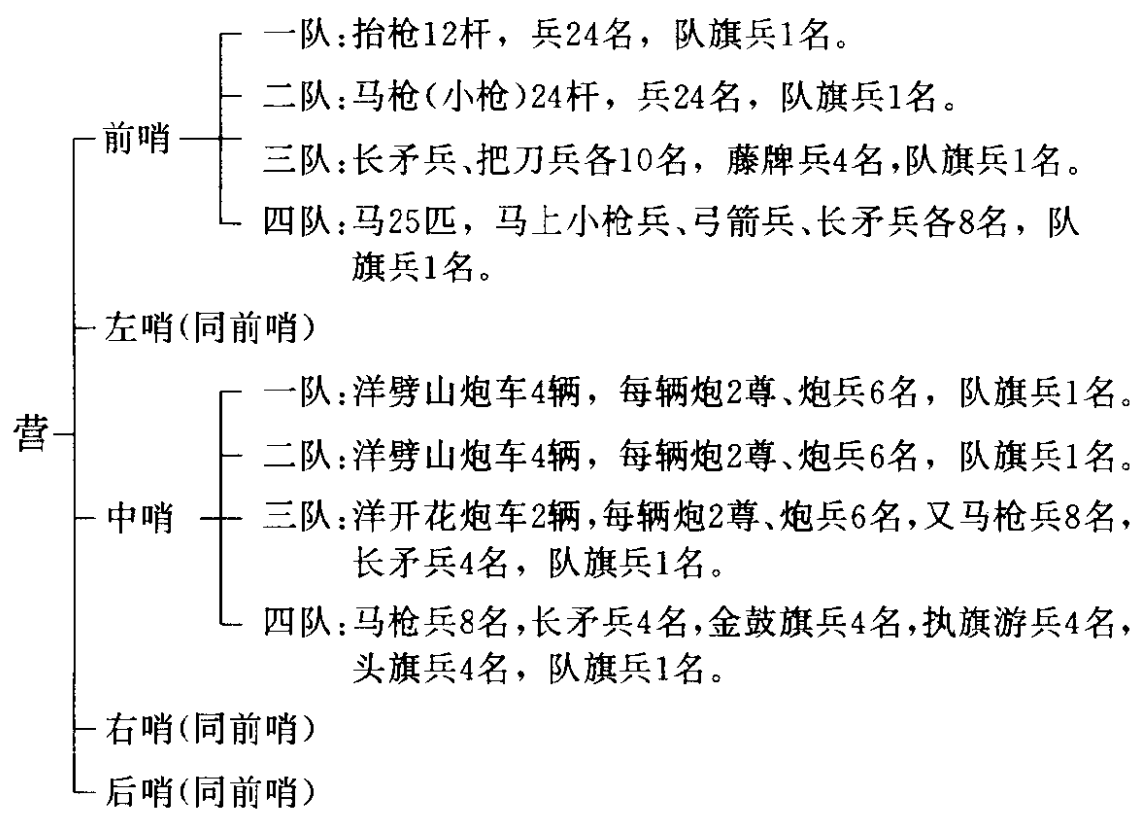 营
前哨
一队:抬枪12杆，兵24名，队旗兵1名。
二队:马枪(小枪)24杆，兵24名，队旗兵1名。
三队:长矛兵、把刀兵各10名，藤牌兵4名,队旗兵1名。
四队:马25匹，马上小枪兵、弓箭兵、长矛兵各8名，队
旗兵1名。
左哨(同前哨)
中哨
一队:洋劈山炮车4辆，每辆炮2尊、炮兵6名，队旗兵1名。
二队:洋劈山炮车4辆，每辆炮2尊、炮兵6名，队旗兵1名。
三队:洋开花炮车2辆,每辆炮2尊、炮兵6名,又马枪兵8名,
长矛兵4名，队旗兵1名。
四队:马枪兵8名,长矛兵4名,金鼓旗兵4名,执旗游兵4名,
头旗兵4名，队旗兵1名。
右哨(同前哨)
后哨(同前哨)